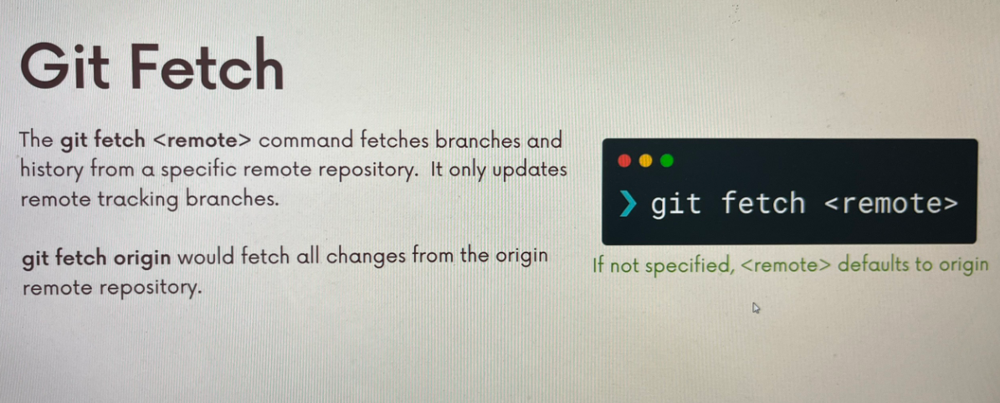 Git Fetch
The git fetch <remote> command fetches branches and
history from a specific remote repository. It only updates
remote tracking branches.
git fetch origin would fetch all changes from the origin
remote repository.
❯ git fetch <remote>
If not specified, <remote> defaults to origin